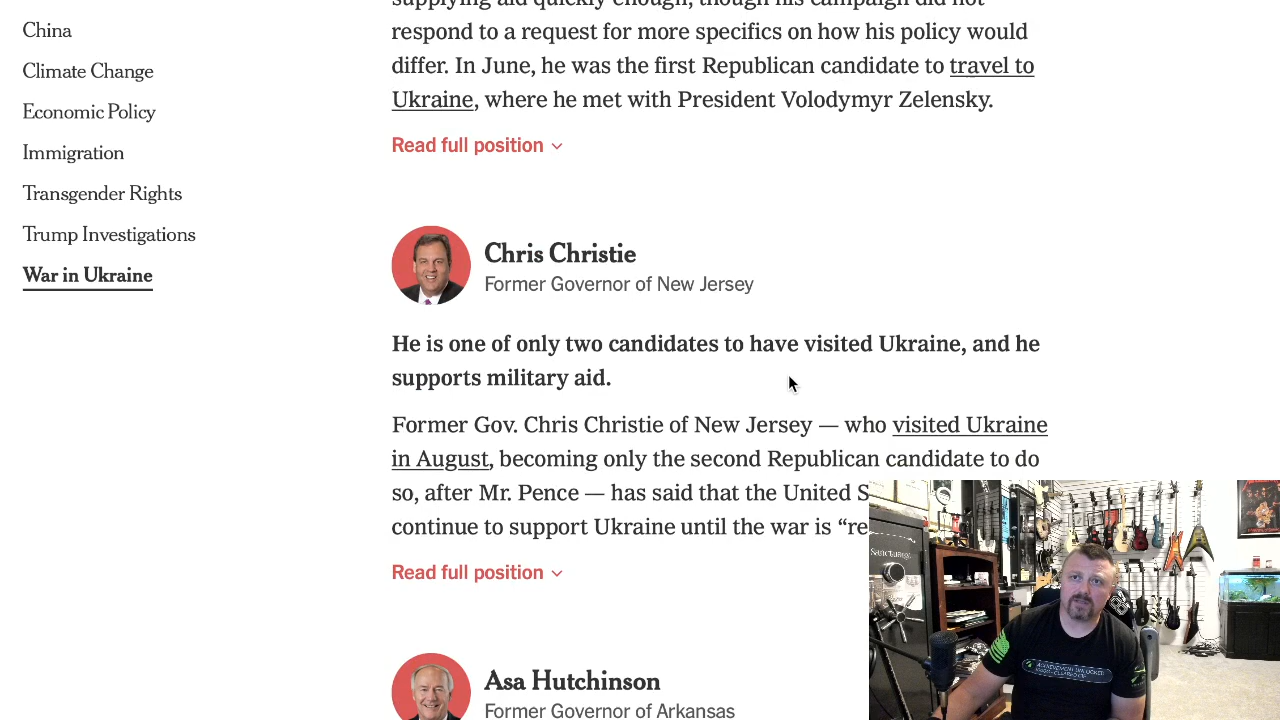 China
Climate Change
Economic Policy
Immigration
Transgender Rights
Trump Investigations
War in Ukraine
supplying aid quickly enough, though his campaign did not
respond to a request for more specifics on how his policy would
differ. In June, he was the first Republican candidate to travel to
Ukraine, where he met with President Volodymyr Zelensky.
Read full position
Chris Christie
Former Governor of New Jersey
He is one of only two candidates to have visited Ukraine, and he
supports military aid.
Former Gov. Chris Christie of New Jersey — who visited Ukraine
in August, becoming only the second Republican candidate to do
so, after Mr. Pence — has said that the United S
continue to support Ukraine until the war is “re
Read full position
Asa Hutchinson
Former Governor of Arkansas
Sanctuary